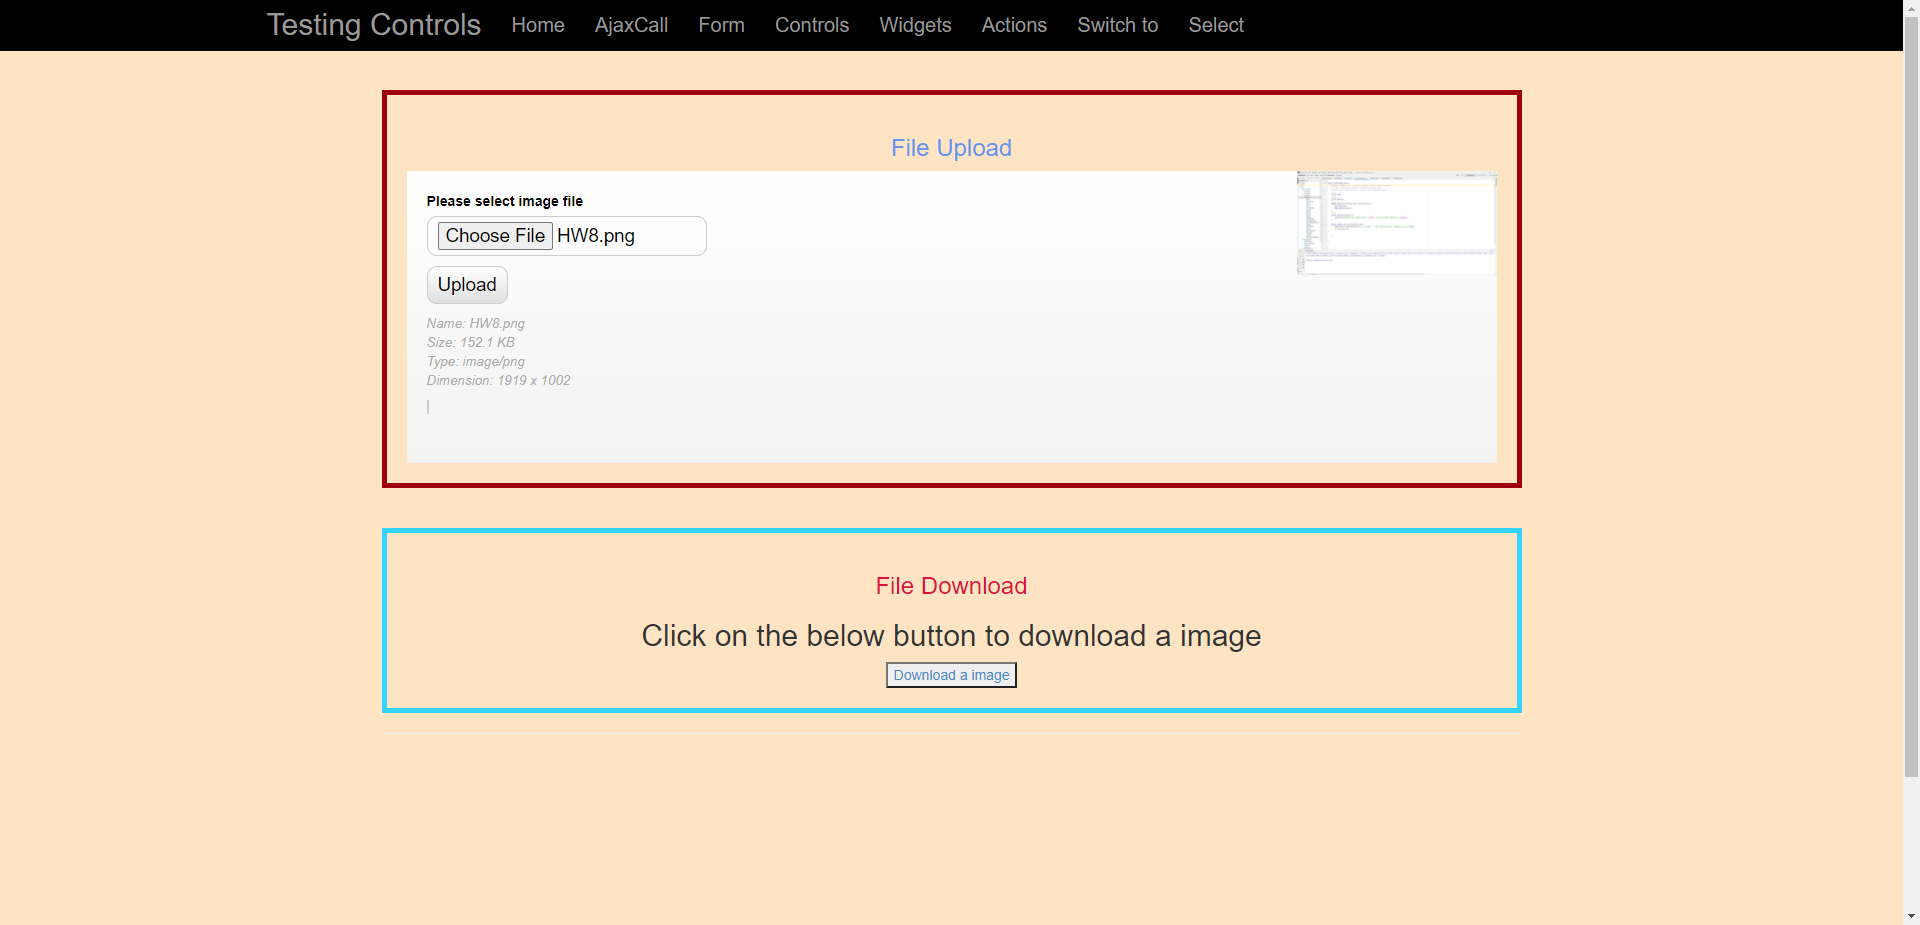 Testing Controls Home AjaxCall Form Controls Widgets Actions Switch to Select
File Upload
Please select image file
Choose File HW8.png
Upload
Name: HW8.png
Size: 152.1 KB
Type: image/png
Dimension: 1919 x 1002
File Download
Click on the below button to download a image
Download a image